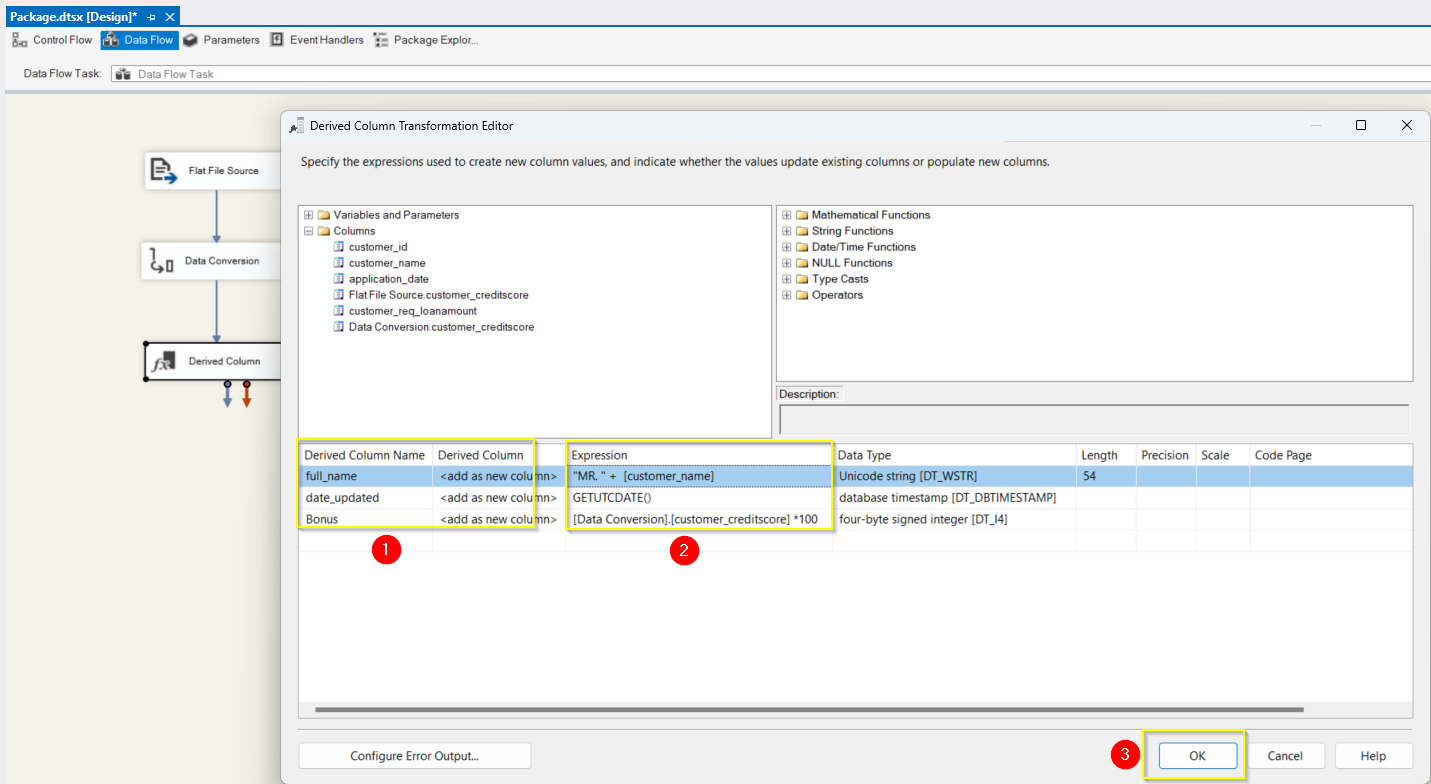 Package.dtsx [Design]*
Control Flow Data Flow Parameters Event Handlers Package Explor...
Data Flow Task: Data Flow Task
Derived Column Transformation Editor
Specify the expressions used to create new column values, and indicate whether the values update existing columns or populate new columns.
Flat File Source
Data Conversion
Derived Column
Variables and Parameters
Columns
customer_id
customer_name
application_date
Flat File Source.customer_creditscore
customer_req_loanamount
Data Conversion.customer_creditscore
Mathematical Functions
String Functions
Date/Time Functions
NULL Functions
Type Casts
Operators
Description:
Derived Column Name Derived Column Expression Data Type Length Precision Scale Code Page
full_name <add as new column> "MR. " + [customer_name] Unicode string [DT_WSTR] 54
date_updated <add as new column> GETUTCDATE() database timestamp [DT_DBTIMESTAMP]
Bonus <add as new column> [Data Conversion].[customer_creditscore] *100 four-byte signed integer [DT_I4]
1 2
Configure Error Output... 3 OK Cancel Help